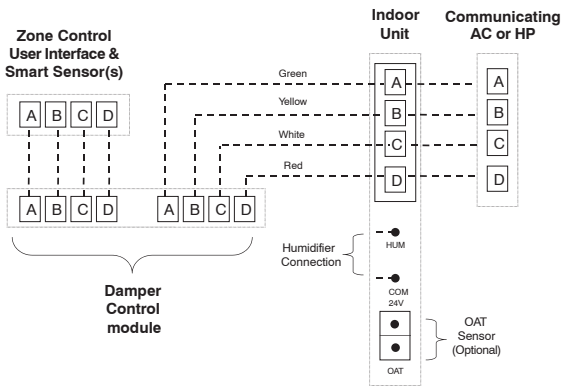 Zone Control
User Interface &
Smart Sensor(s)
A B C D
A B C D
A B C D
Damper
Control
module
Green
Yellow
White
Red
Indoor
Unit
A
B
C
D
Communicating
AC or HP
A
B
C
D
Humidifier
Connection
HUM
COM
24V
OAT
OAT
Sensor
(Optional)